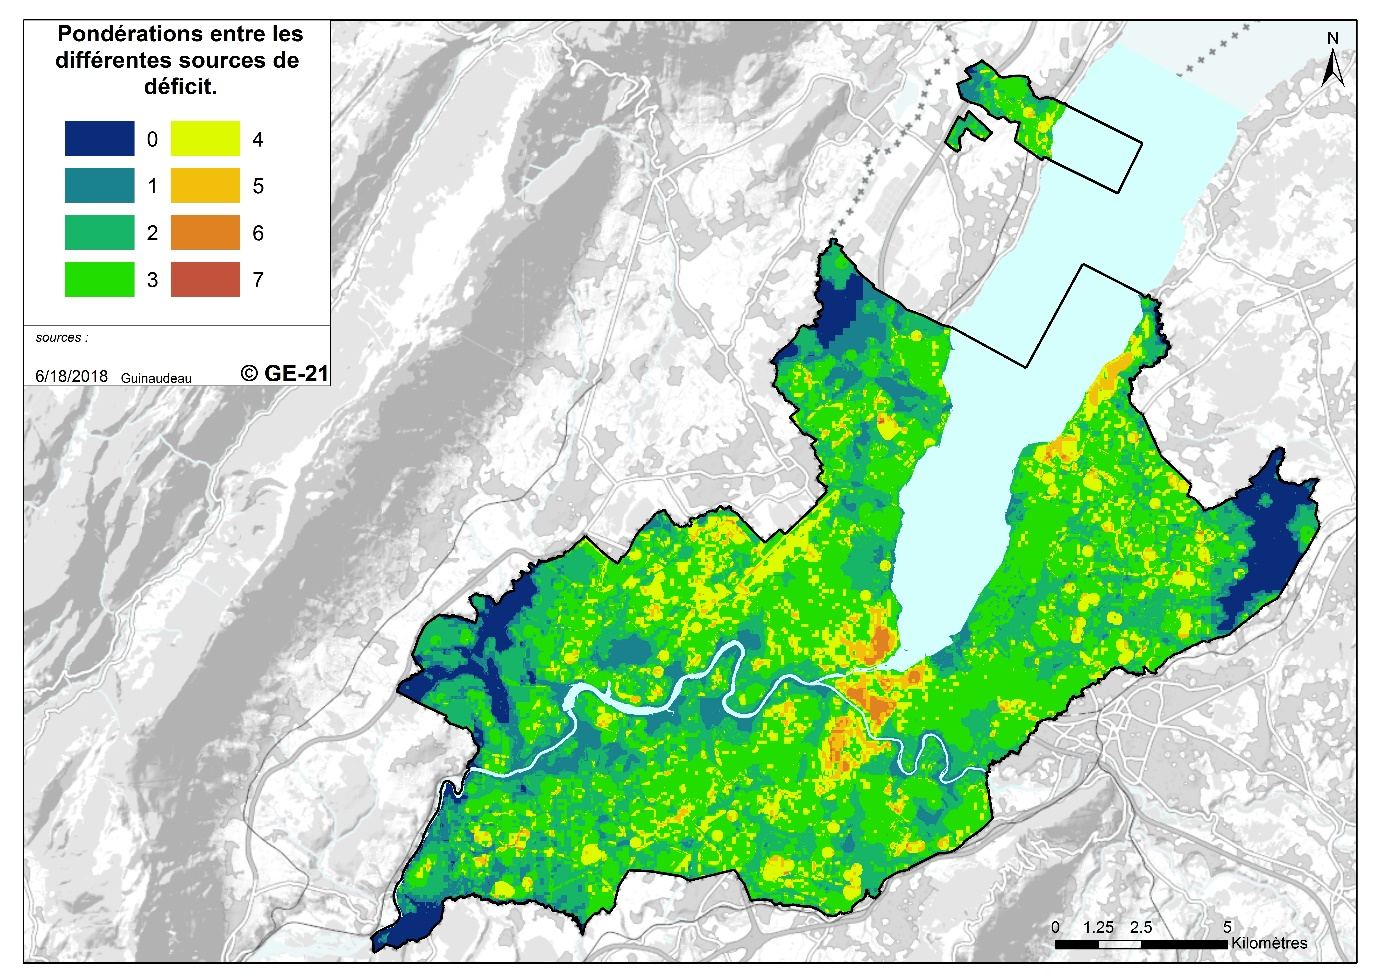 Pondérations entre les
différentes sources de
déficit.
0 4
1 5
2 6
3 7
sources :
6/18/2018 Guinaudeau © GE-21
N
0 1.25 2.5 5
Kilomètres